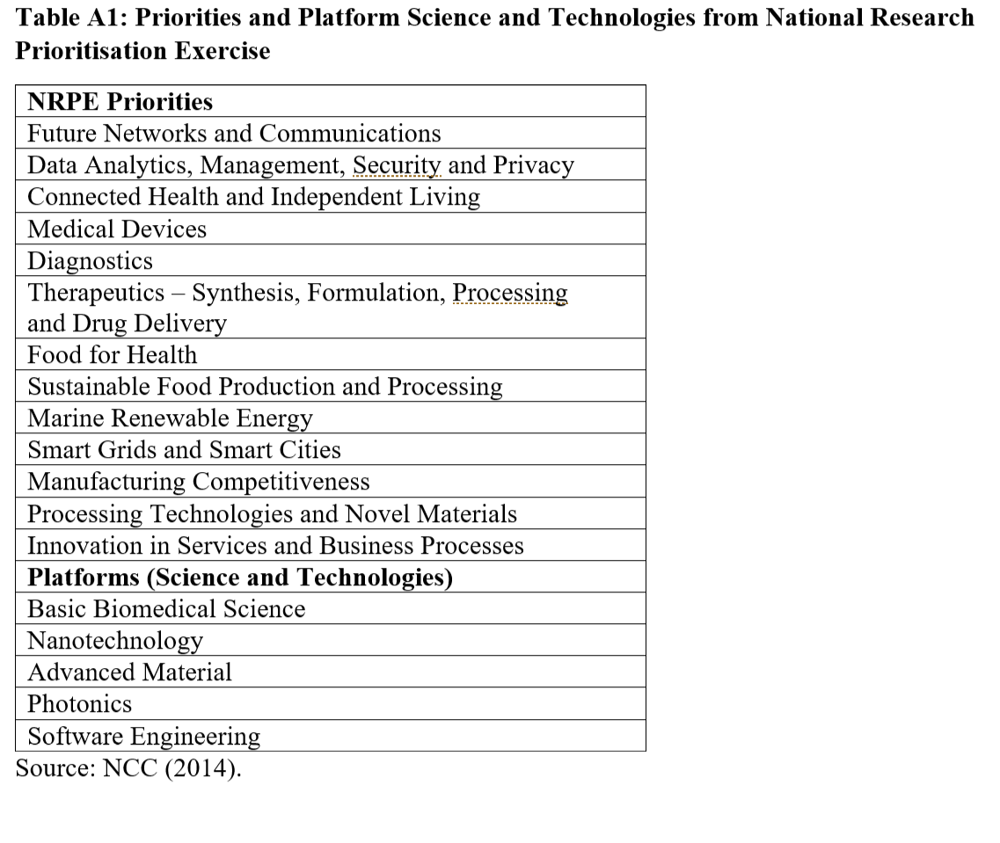 Table A1: Priorities and Platform Science and Technologies from National Research
Prioritisation Exercise
NRPE Priorities
Future Networks and Communications
Data Analytics, Management, Security and Privacy
Connected Health and Independent Living
Medical Devices
Diagnostics
Therapeutics – Synthesis, Formulation, Processing
and Drug Delivery
Food for Health
Sustainable Food Production and Processing
Marine Renewable Energy
Smart Grids and Smart Cities
Manufacturing Competitiveness
Processing Technologies and Novel Materials
Innovation in Services and Business Processes
Platforms (Science and Technologies)
Basic Biomedical Science
Nanotechnology
Advanced Material
Photonics
Software Engineering
Source: NCC (2014).